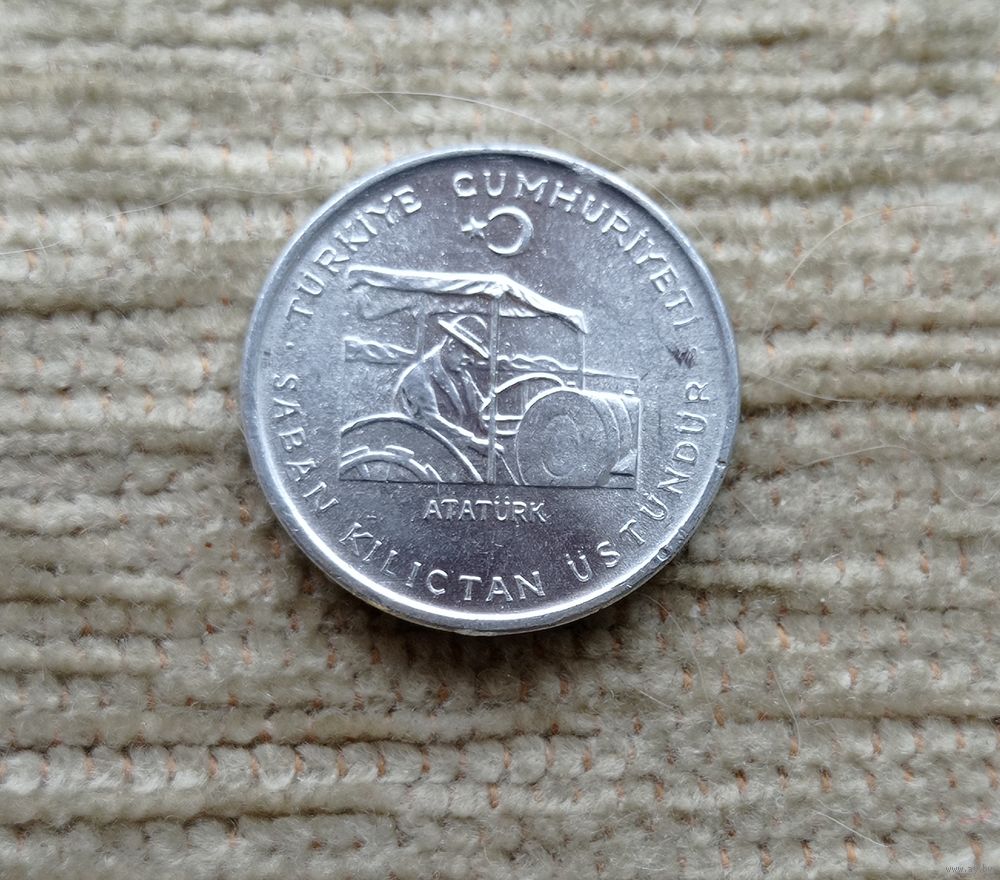 TÜRKİYE CUMHURİYETİ
ATATÜRK
SABAN KILIÇTAN ÜSTÜNDÜR